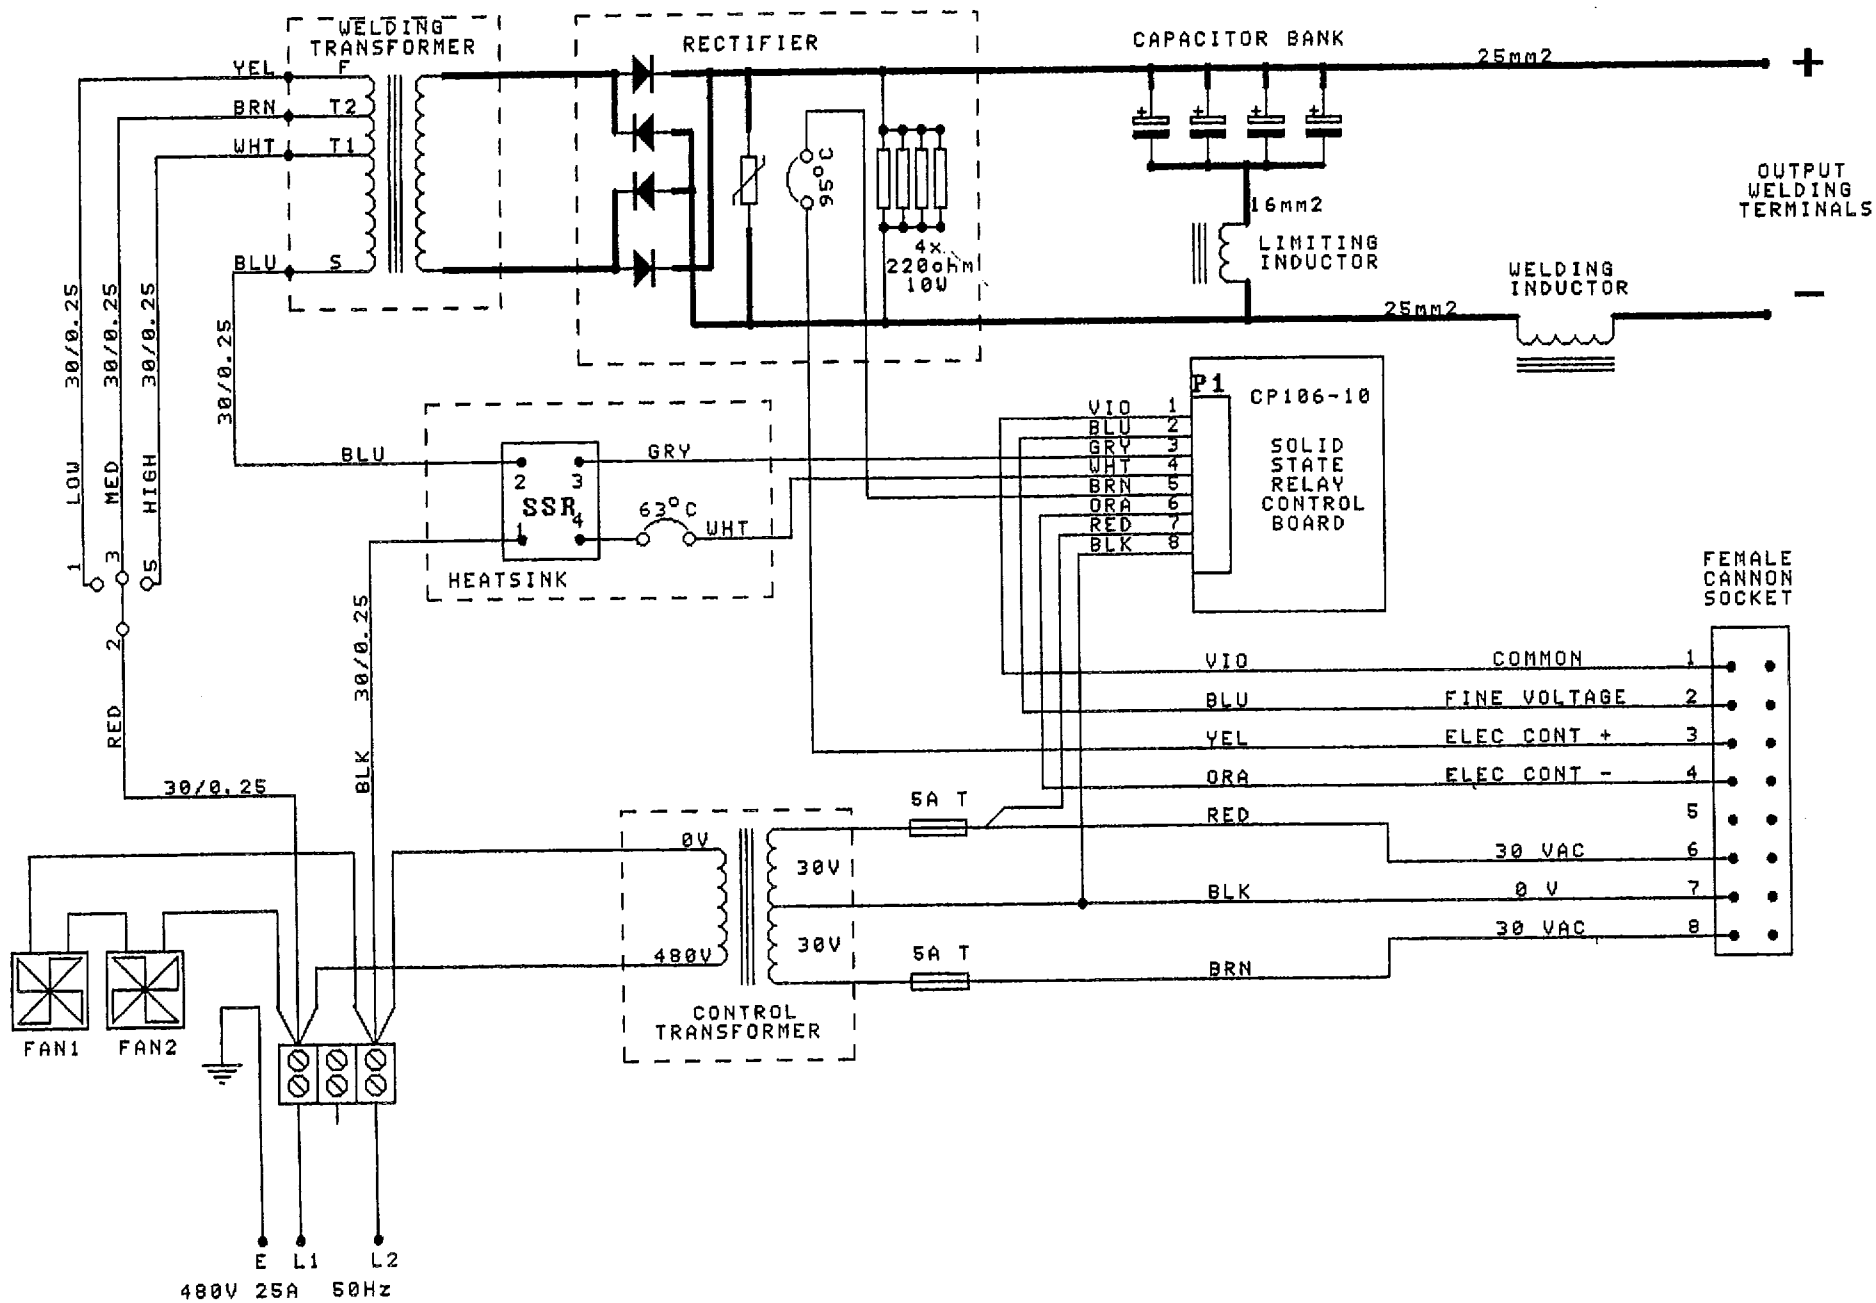 WELDING
TRANSFORMER
RECTIFIER
CAPACITOR BANK
25mm2
+
YEL F
BRN T2
WHT T1
BLU S
+ + + +
95°C
4x
220ohm
10W
16mm2
LIMITING
INDUCTOR
WELDING
INDUCTOR
OUTPUT
WELDING
TERMINALS
−
25mm2
30/0.25
30/0.25
30/0.25
30/0.25
LOW
MED
HIGH
1
3
5
2
RED
30/0.25
BLU
2
3
SSR
1
4
GRY
63°C
WHT
HEATSINK
30/0.25
BLK
P1
CP106-10
SOLID
STATE
RELAY
CONTROL
BOARD
VIO 1
BLU 2
GRY 3
WHT 4
BRN 5
ORA 6
RED 7
BLK 8
FEMALE
CANNON
SOCKET
VIO COMMON 1
BLU FINE VOLTAGE 2
YEL ELEC CONT + 3
ORA ELEC CONT - 4
5
5A T
RED
30 VAC 6
BLK 0 V 7
30 VAC 8
5A T
BRN
0V
30V
30V
480V
CONTROL
TRANSFORMER
FAN1
FAN2
E L1 L2
480V 25A 50Hz